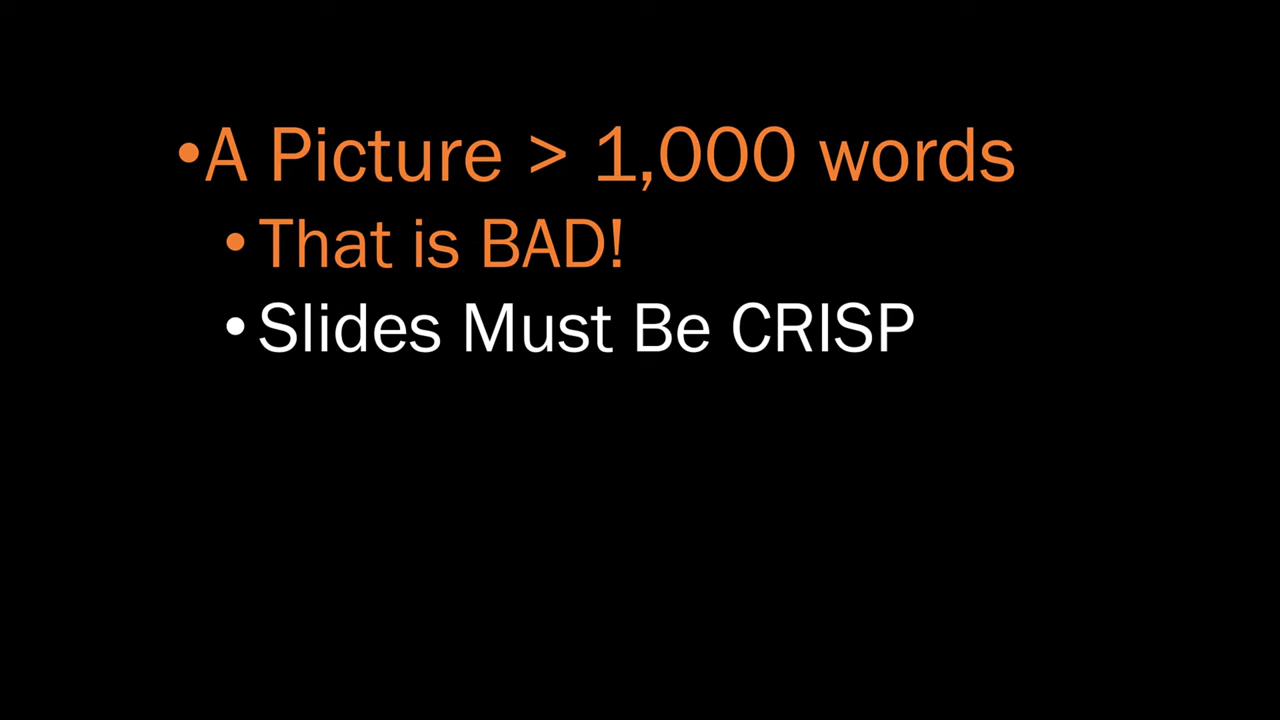 •A Picture > 1,000 words
• That is BAD!
• Slides Must Be CRISP